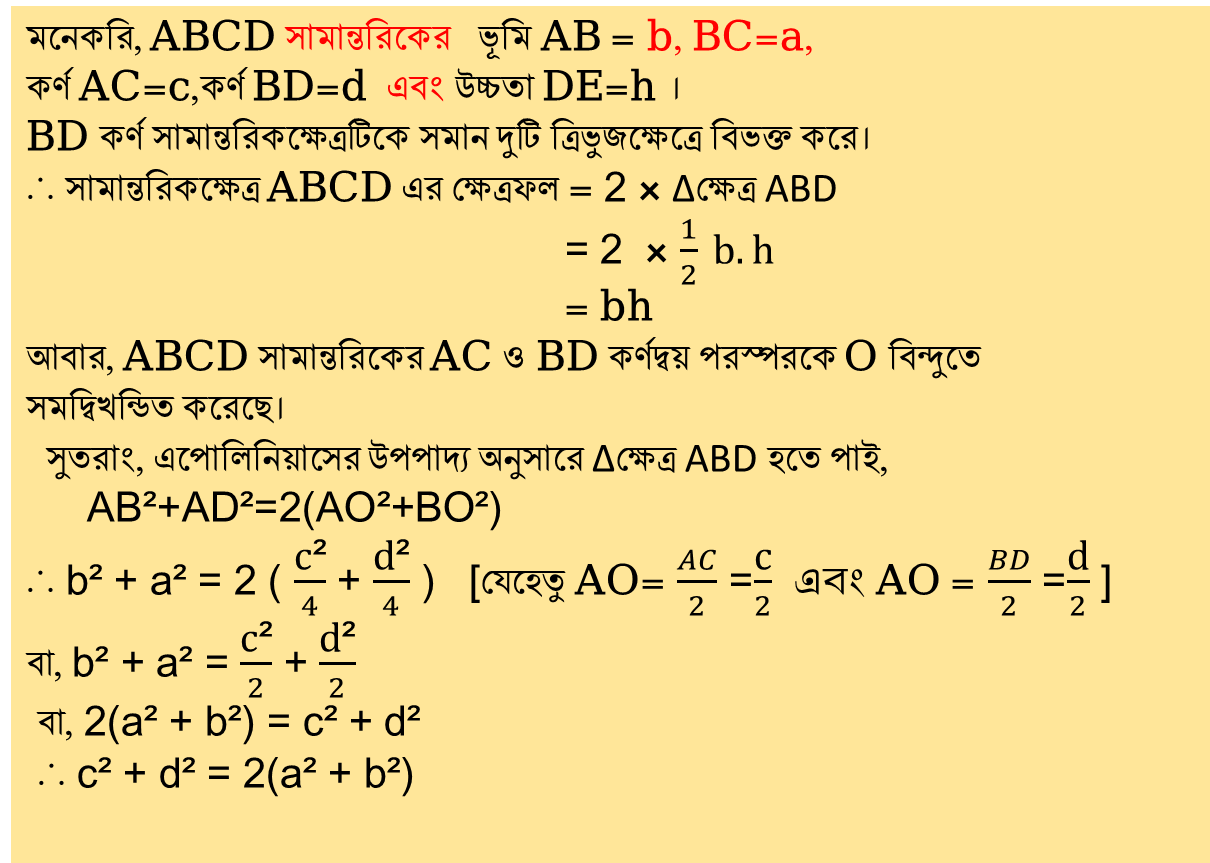 মনেকরি, ABCD সামান্তরিকের ভূমি AB = b, BC=a,
কর্ণ AC=c,কর্ণ BD=d এবং উচ্চতা DE=h ।
BD কর্ণ সামান্তরিকক্ষেত্রটিকে সমান দুটি ত্রিভুজক্ষেত্রে বিভক্ত করে।
∴ সামান্তরিকক্ষেত্র ABCD এর ক্ষেত্রফল = 2 × Δক্ষেত্র ABD
= 2 × 1/2 b. h
= bh
আবার, ABCD সামান্তরিকের AC ও BD কর্ণদ্বয় পরস্পরকে O বিন্দুতে
সমদ্বিখন্ডিত করেছে।
সুতরাং, এপোলিনিয়াসের উপপাদ্য অনুসারে Δক্ষেত্র ABD হতে পাই,
AB²+AD²=2(AO²+BO²)
∴ b² + a² = 2 ( c²/4 + d²/4 ) [যেহেতু AO= AC/2 =c/2 এবং AO = BD/2 =d/2 ]
বা, b² + a² = c²/2 + d²/2
বা, 2(a² + b²) = c² + d²
∴ c² + d² = 2(a² + b²)